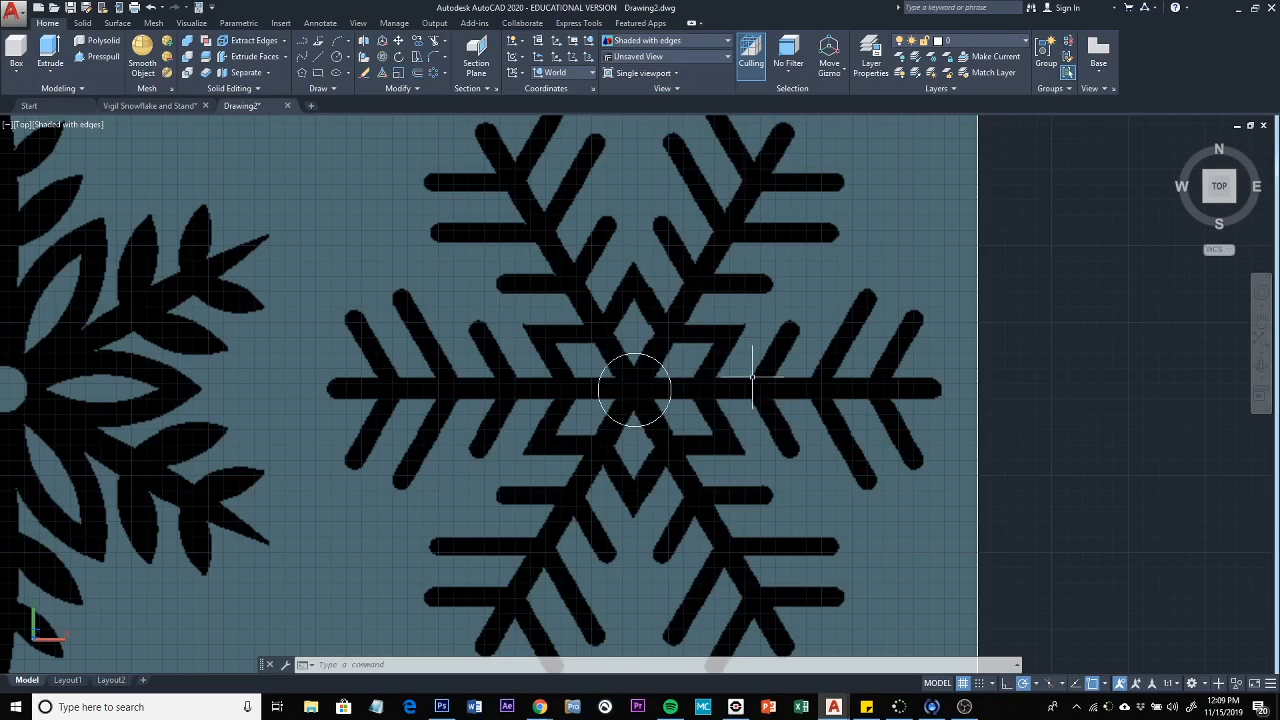 Autodesk AutoCAD 2020 - EDUCATIONAL VERSION Drawing2.dwg
Type a keyword or phrase
Sign In
Home Solid Surface Mesh Visualize Parametric Insert Annotate View Manage Output Add-ins Collaborate Express Tools Featured Apps
Box
Extrude
Polysolid
Presspull
Smooth Object
Extract Edges
Extrude Faces
Separate
Section Plane
World
Shaded with edges
Unsaved View
Single viewport
Culling
No Filter
Move Gizmo
Layer Properties
0
Make Current
Match Layer
Group
Base
Modeling
Mesh
Solid Editing
Draw
Modify
Section
Coordinates
View
Selection
Layers
Groups
View
Start
Vigil Snowflake and Stand*
Drawing2*
[−][Top][Shaded with edges]
N
W TOP E
S
WCS
Type a command
Model Layout1 Layout2
MODEL
1:1
Type here to search
12:09 PM
11/15/2019